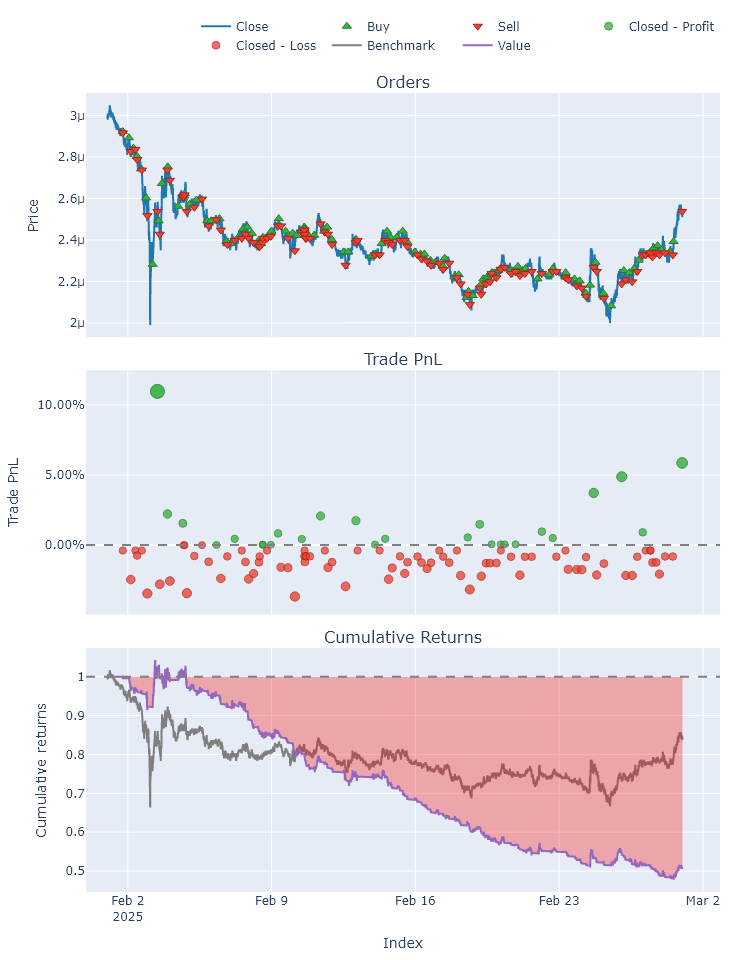 Close Buy Sell Closed - Profit
Closed - Loss Benchmark Value
Orders
3μ
2.8μ
2.6μ
2.4μ
2.2μ
2μ
Price
Trade PnL
10.00%
5.00%
0.00%
Trade PnL
Cumulative Returns
1
0.9
0.8
0.7
0.6
0.5
Cumulative returns
Feb 2 Feb 9 Feb 16 Feb 23 Mar 2
2025
Index